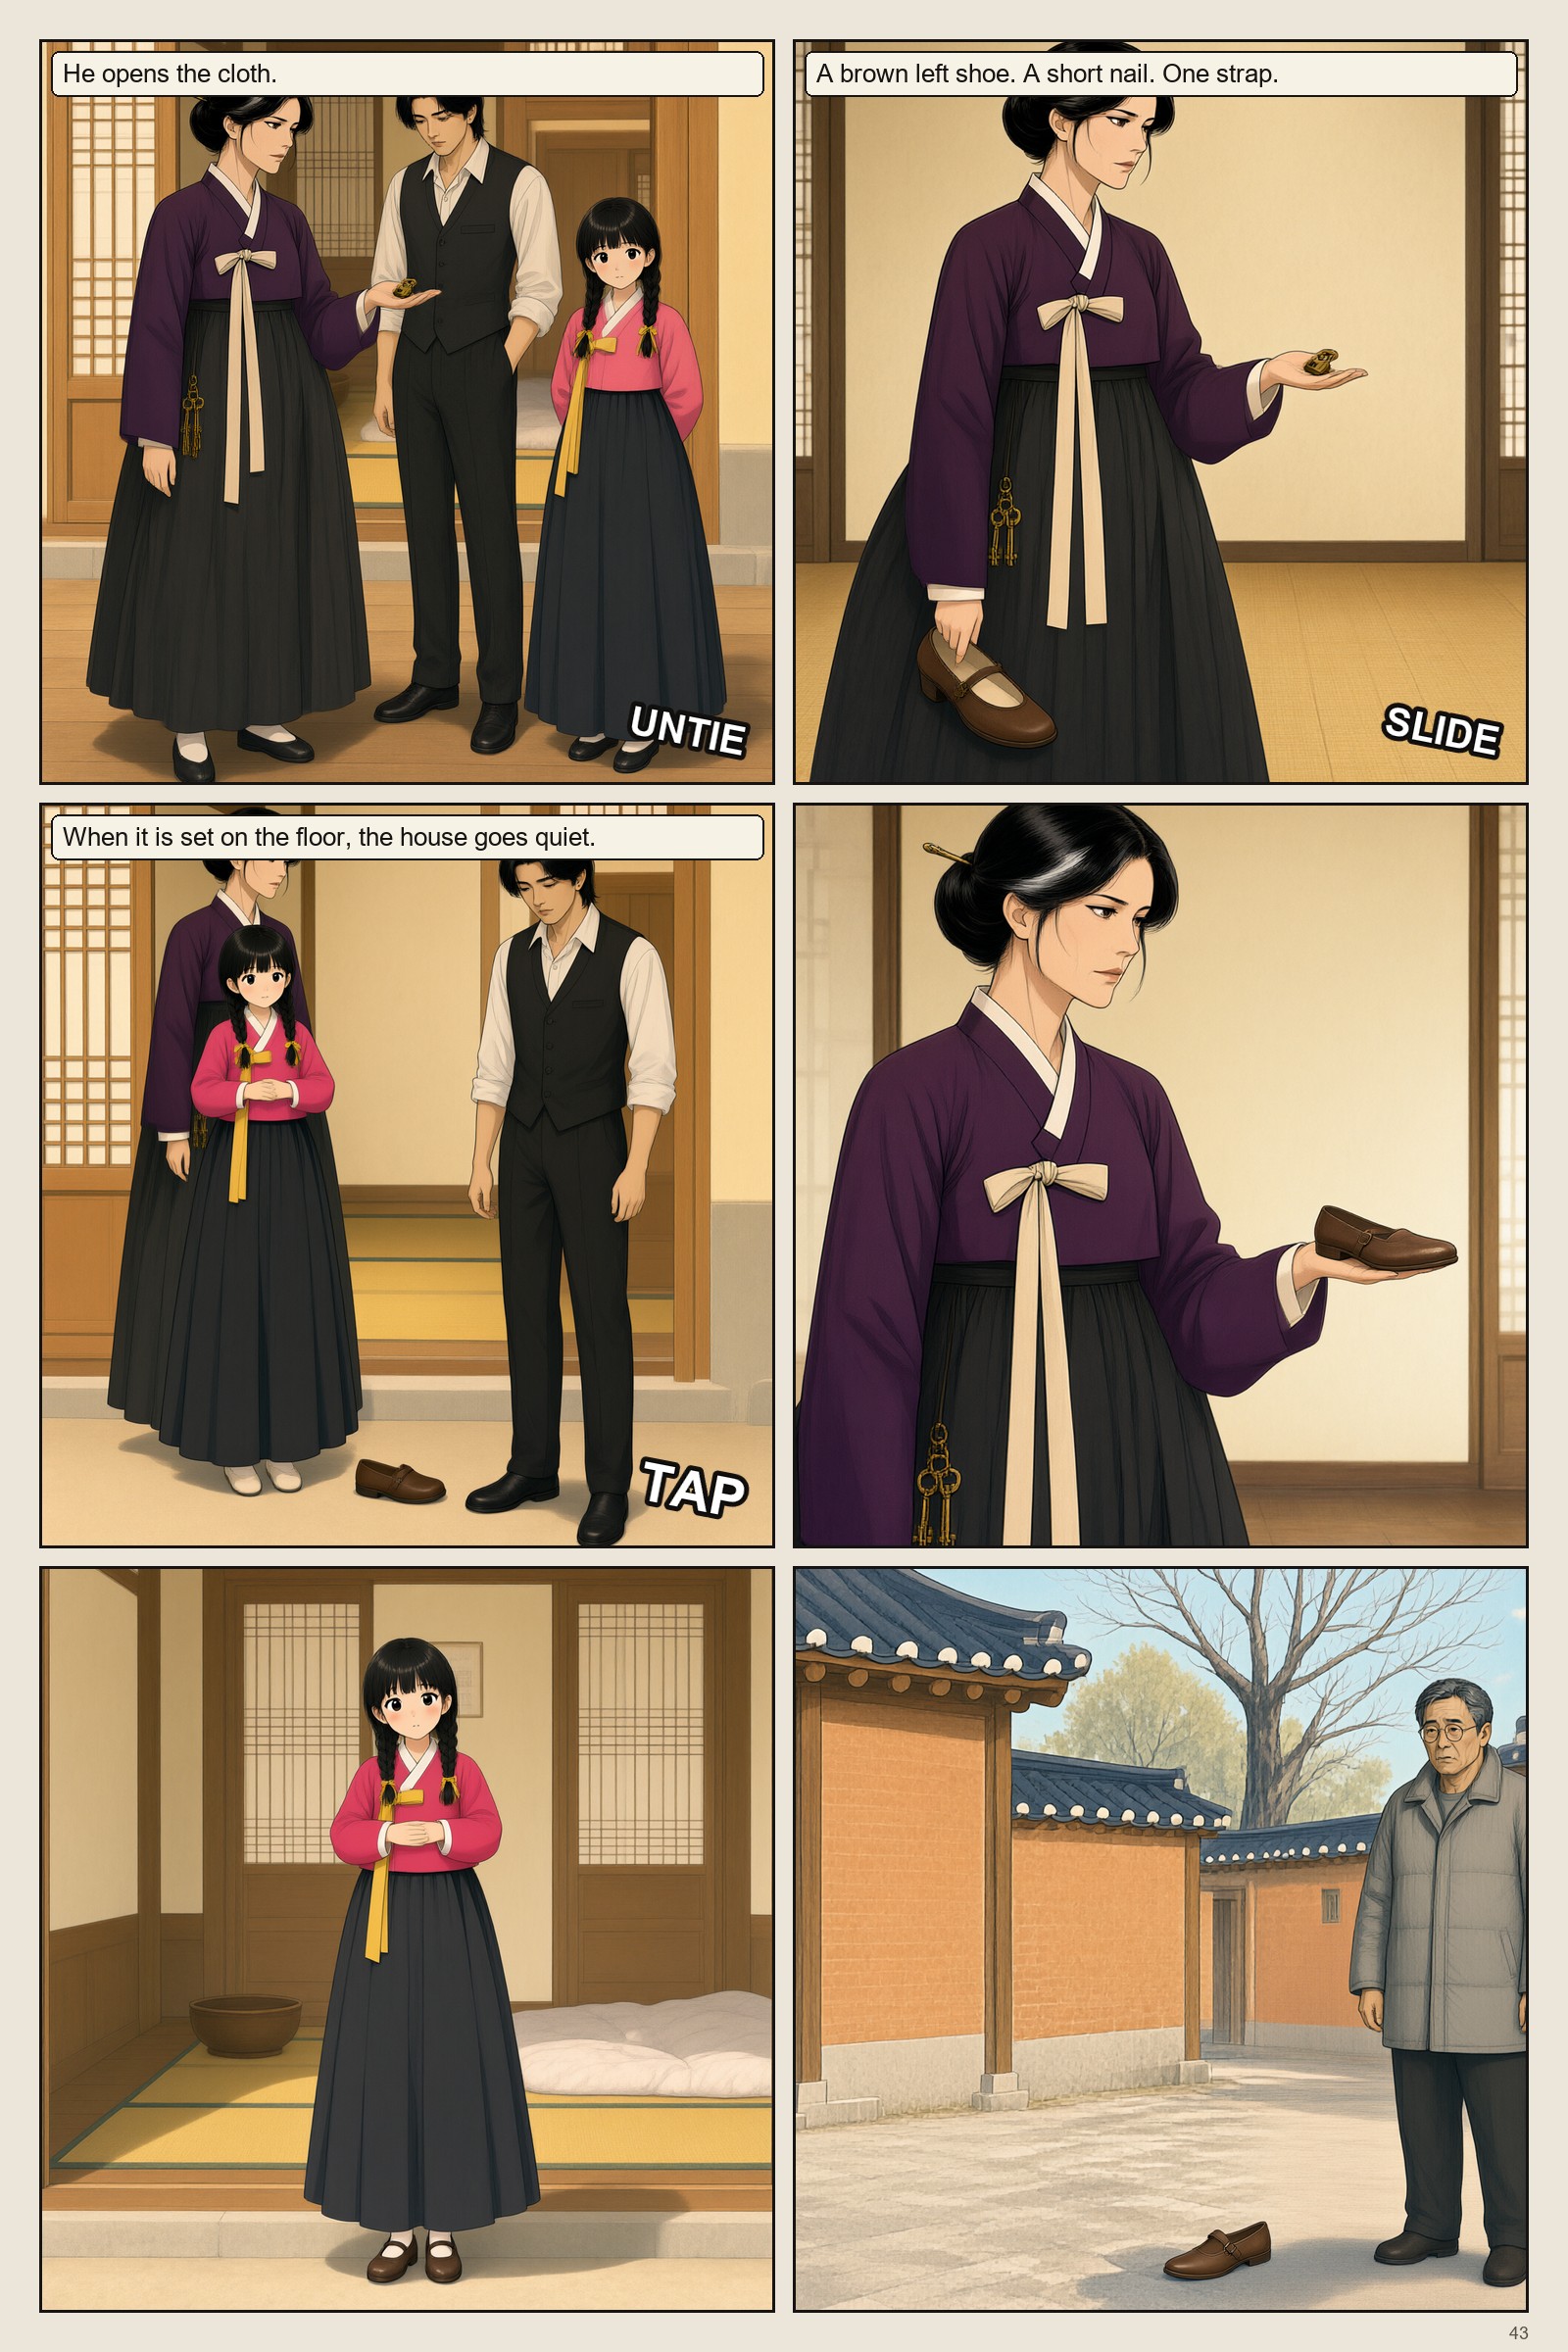 He opens the cloth.
UNTIE
A brown left shoe. A short nail. One strap.
SLIDE
When it is set on the floor, the house goes quiet.
TAP
43